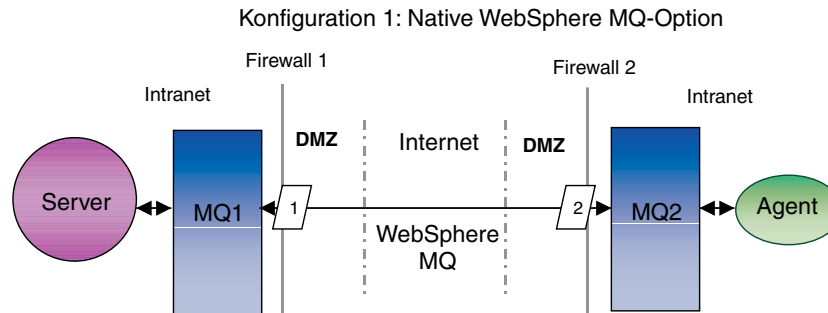 Konfiguration 1: Native WebSphere MQ-Option
Firewall 1
Firewall 2
Intranet
Intranet
DMZ
Internet
DMZ
Server
MQ1
1
2
MQ2
Agent
WebSphere
MQ